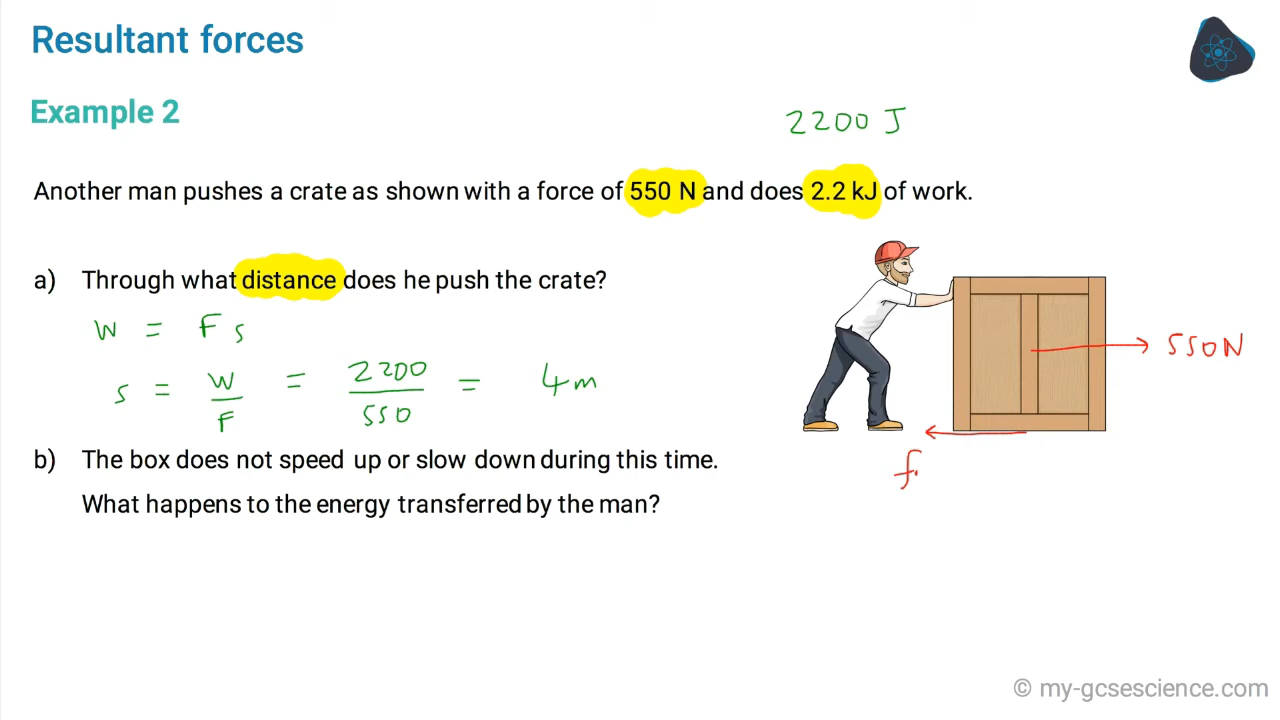 Resultant forces
Example 2
2200 J
Another man pushes a crate as shown with a force of 550 N and does 2.2 kJ of work.
a) Through what distance does he push the crate?
W = F s
s = W/F = 2200/550 = 4m
550N
f
b) The box does not speed up or slow down during this time.
What happens to the energy transferred by the man?
© my-gcsescience.com